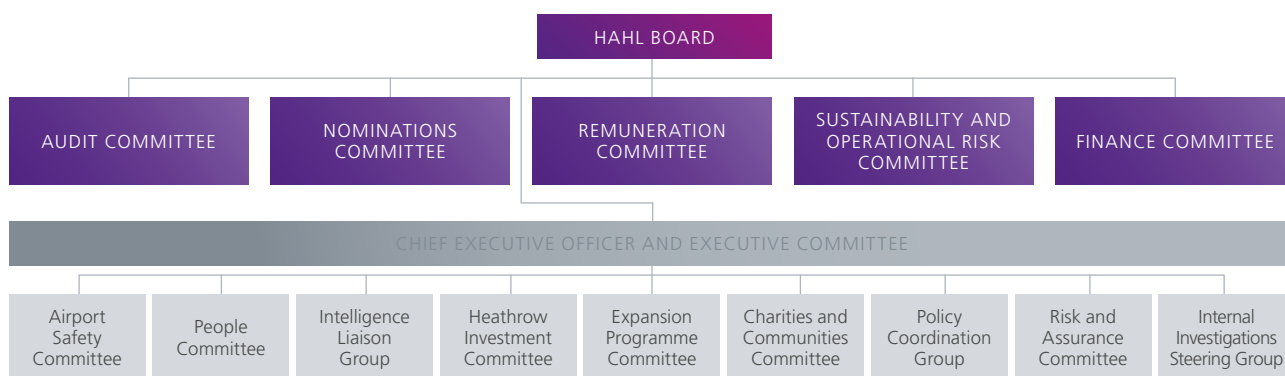 HAHL BOARD
AUDIT COMMITTEE
NOMINATIONS
COMMITTEE
REMUNERATION
COMMITTEE
SUSTAINABILITY AND
OPERATIONAL RISK
COMMITTEE
FINANCE COMMITTEE
CHIEF EXECUTIVE OFFICER AND EXECUTIVE COMMITTEE
Airport
Safety
Committee
People
Committee
Intelligence
Liaison
Group
Heathrow
Investment
Committee
Expansion
Programme
Committee
Charities and
Communities
Committee
Policy
Coordination
Group
Risk and
Assurance
Committee
Internal
Investigations
Steering Group